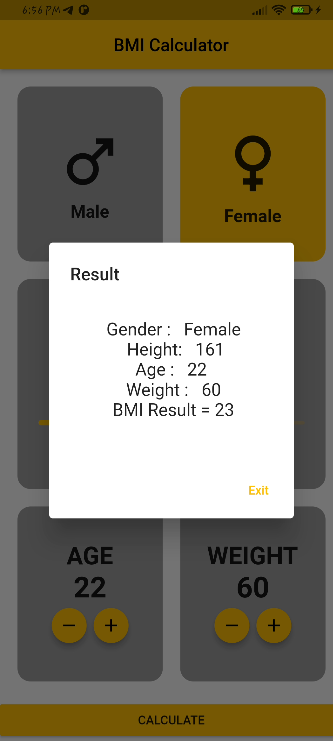 6:56 PM
BMI Calculator
Male
Female
Result
Gender : Female
Height: 161
Age : 22
Weight : 60
BMI Result = 23
Exit
AGE
22
WEIGHT
60
CALCULATE